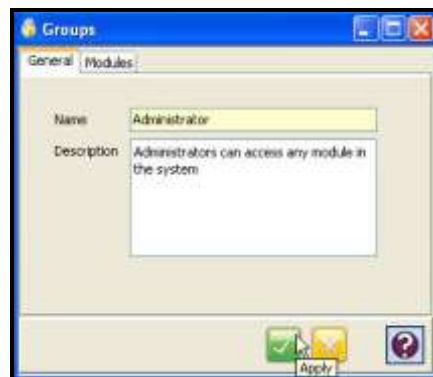 Groups
General Modules
Name Administrator
Description Administrators can access any module in
the system
Apply